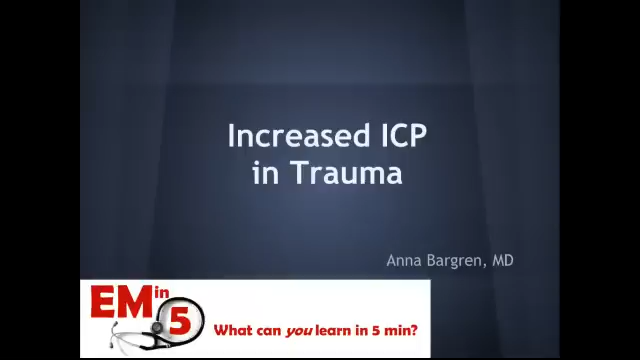 Increased ICP
in Trauma
Anna Bargren, MD
EM in 5
What can you learn in 5 min?